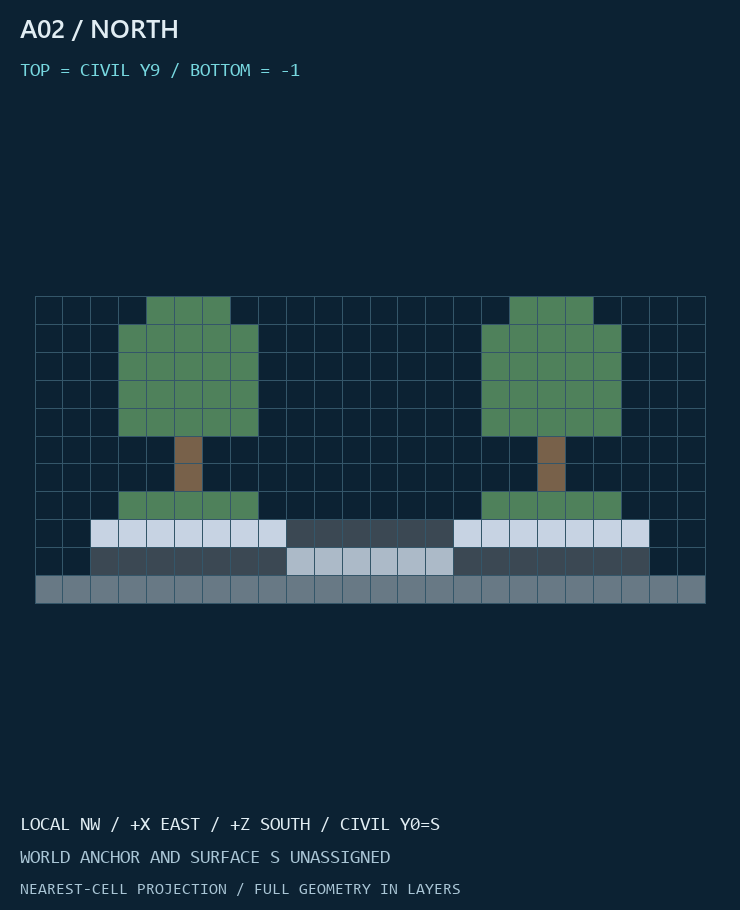 A02 / NORTH
TOP = CIVIL Y9 / BOTTOM = -1
LOCAL NW / +X EAST / +Z SOUTH / CIVIL Y0=S
WORLD ANCHOR AND SURFACE S UNASSIGNED
NEAREST-CELL PROJECTION / FULL GEOMETRY IN LAYERS